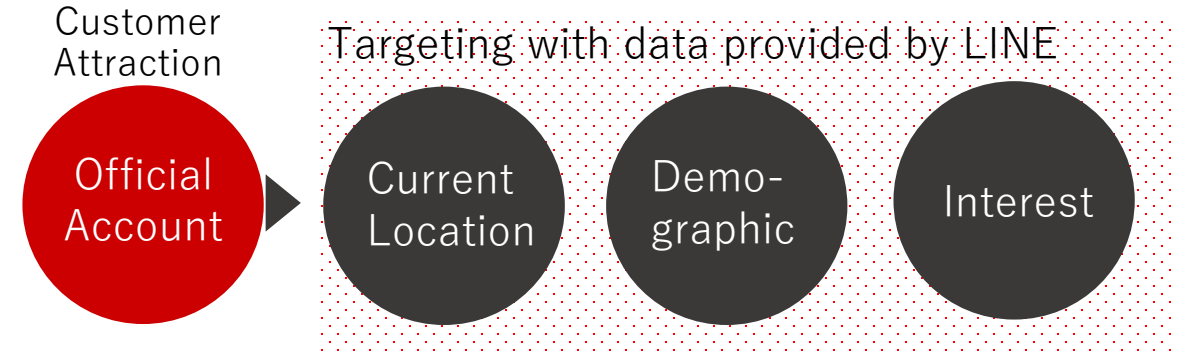 Customer
Attraction
Targeting with data provided by LINE
Official
Account
Current
Location
Demo-
graphic
Interest